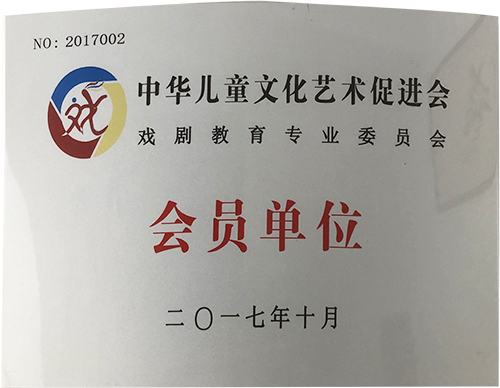 NO: 2017002
戏
中华儿童文化艺术促进会
戏剧教育专业委员会
会员单位
二〇一七年十月